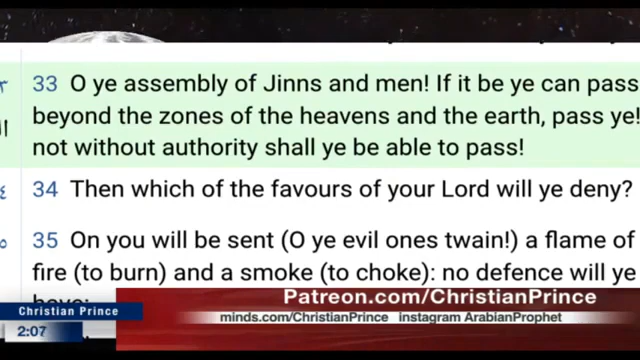 33 O ye assembly of Jinns and men! If it be ye can pass
beyond the zones of the heavens and the earth, pass ye!
not without authority shall ye be able to pass!
34 Then which of the favours of your Lord will ye deny?
35 On you will be sent (O ye evil ones twain!) a flame of
fire (to burn) and a smoke (to choke): no defence will ye
have:
Patreon.com/ChristianPrince
Christian Prince
minds.com/ChristianPrince instagram ArabianProphet
2:07